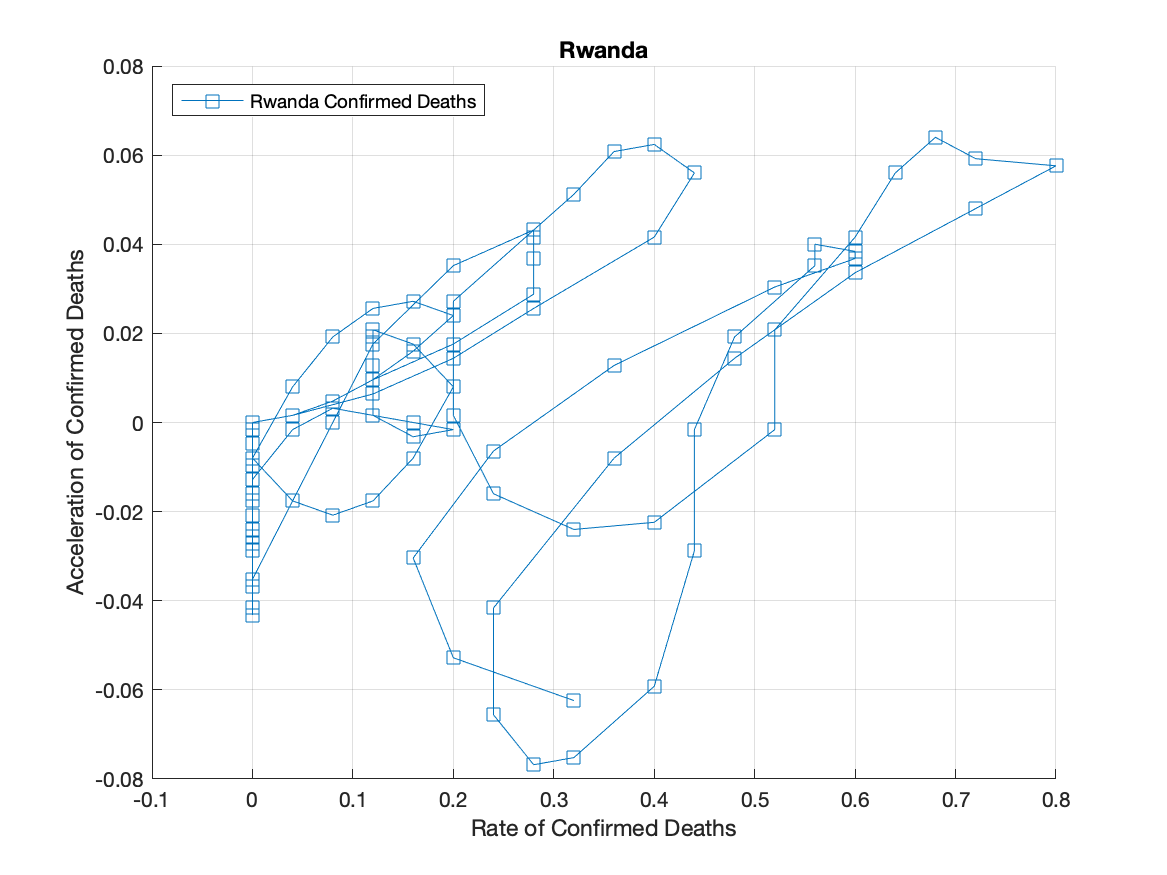 Rwanda
Rwanda Confirmed Deaths
Acceleration of Confirmed Deaths
0.08
0.06
0.04
0.02
0
-0.02
-0.04
-0.06
-0.08
-0.1 0 0.1 0.2 0.3 0.4 0.5 0.6 0.7 0.8
Rate of Confirmed Deaths